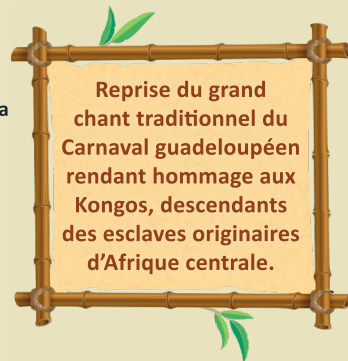 a
Reprise du grand
chant traditionnel du
Carnaval guadeloupéen
rendant hommage aux
Kongos, descendants
des esclaves originaires
d'Afrique centrale.